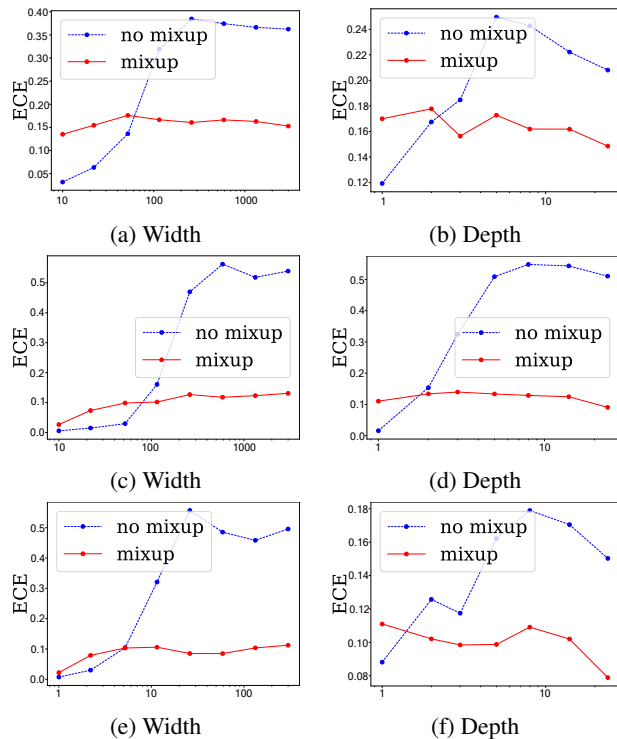 0.40
0.35
0.30
0.25
0.20
0.15
0.10
0.05
ECE
no mixup
mixup
10
100
1000
(a) Width
0.24
0.22
0.20
0.18
0.16
0.14
0.12
ECE
no mixup
mixup
1
10
(b) Depth
0.5
0.4
0.3
0.2
0.1
0.0
ECE
no mixup
mixup
10
100
1000
(c) Width
0.5
0.4
0.3
0.2
0.1
0.0
ECE
no mixup
mixup
1
10
(d) Depth
0.5
0.4
0.3
0.2
0.1
0.0
ECE
no mixup
mixup
1
10
100
(e) Width
0.18
0.16
0.14
0.12
0.10
0.08
ECE
no mixup
mixup
1
10
(f) Depth